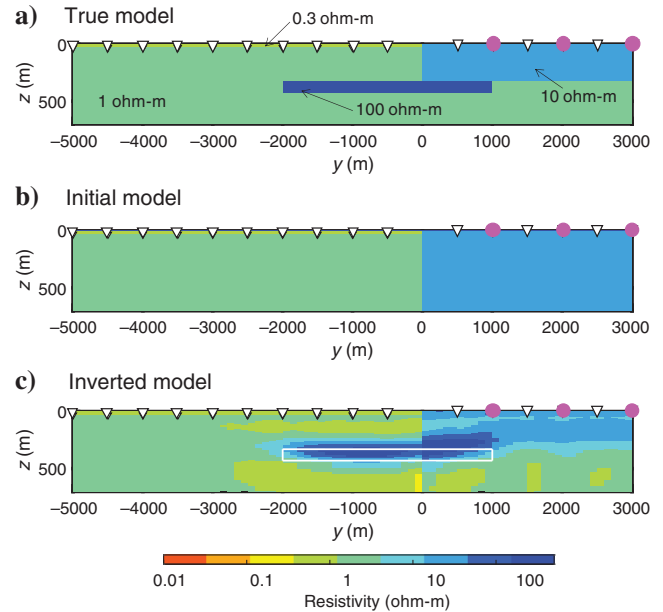 a) True model
0.3 ohm-m
0
500
z (m)
1 ohm-m
100 ohm-m
10 ohm-m
−5000 −4000 −3000 −2000 −1000 0 1000 2000 3000
y (m)
b) Initial model
0
500
z (m)
−5000 −4000 −3000 −2000 −1000 0 1000 2000 3000
y (m)
c) Inverted model
0
500
z (m)
−5000 −4000 −3000 −2000 −1000 0 1000 2000 3000
y (m)
0.01 0.1 1 10 100
Resistivity (ohm-m)